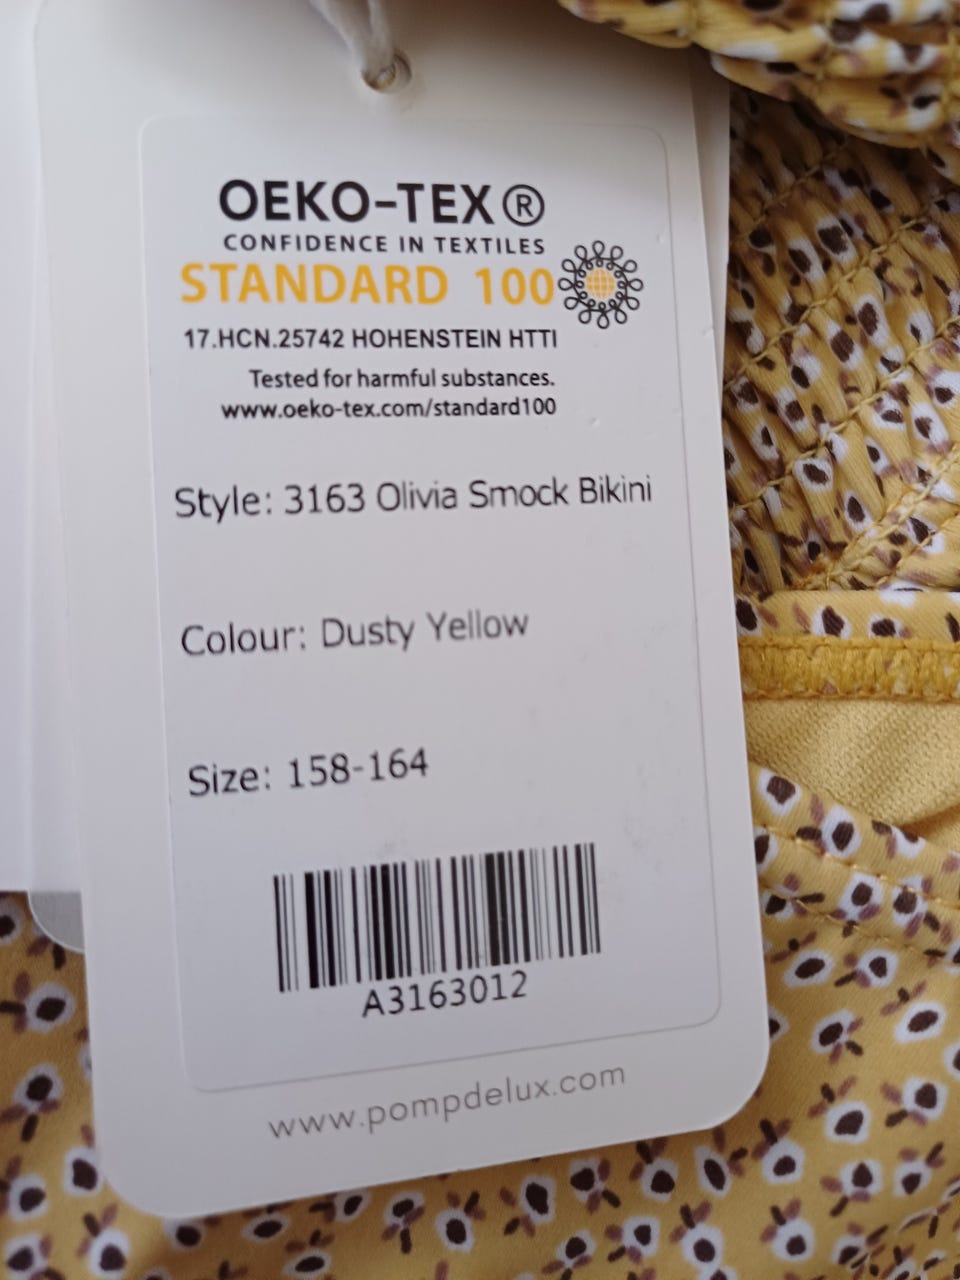 OEKO-TEX®
CONFIDENCE IN TEXTILES
STANDARD 100
17.HCN.25742 HOHENSTEIN HTTI
Tested for harmful substances.
www.oeko-tex.com/standard100
Style: 3163 Olivia Smock Bikini
Colour: Dusty Yellow
Size: 158-164
A3163012
www.pompdelux.com